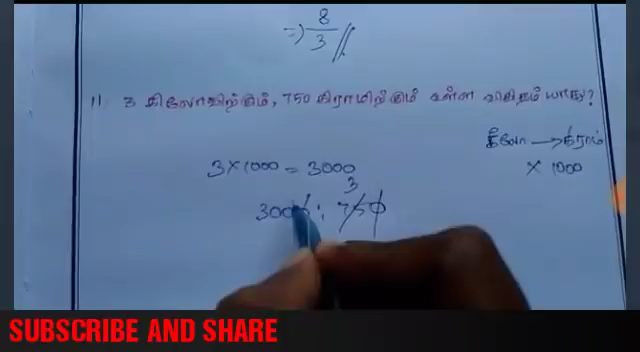 => 8/3 //
11. 3 கிலோவிற்கும், 750 கிராமிற்கும் உள்ள விகிதம் யாது?
கிலோ → கிராம்
3 × 1000 = 3000
× 1000
3
3000 : 750
SUBSCRIBE AND SHARE